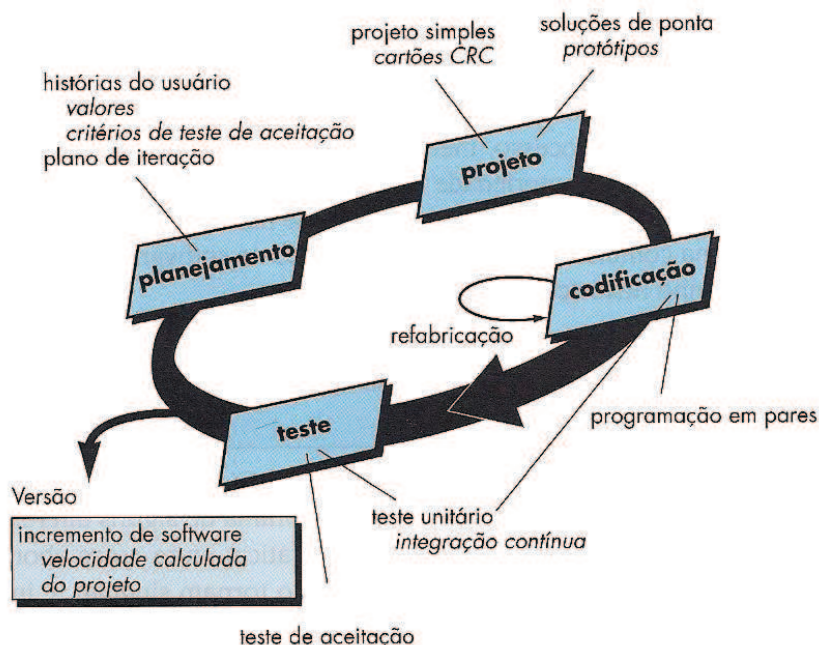 projeto simples
cartões CRC
soluções de ponta
protótipos
histórias do usuário
valores
critérios de teste de aceitação
plano de iteração
projeto
planejamento
codificação
refabricação
teste
programação em pares
Versão
incremento de software
velocidade calculada
do projeto
teste unitário
integração contínua
teste de aceitação